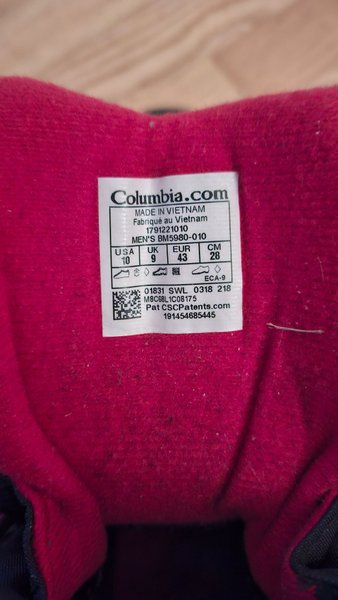 Columbia.com
MADE IN VIETNAM
Fabriqué au Vietnam
1791221010
MEN'S BM5980-010
USA UK EUR CM
10 9 43 28
ECA-9
01831 SWL 0318 218
M8C98L1C08175
Pat CSCPatents.com
191454685445